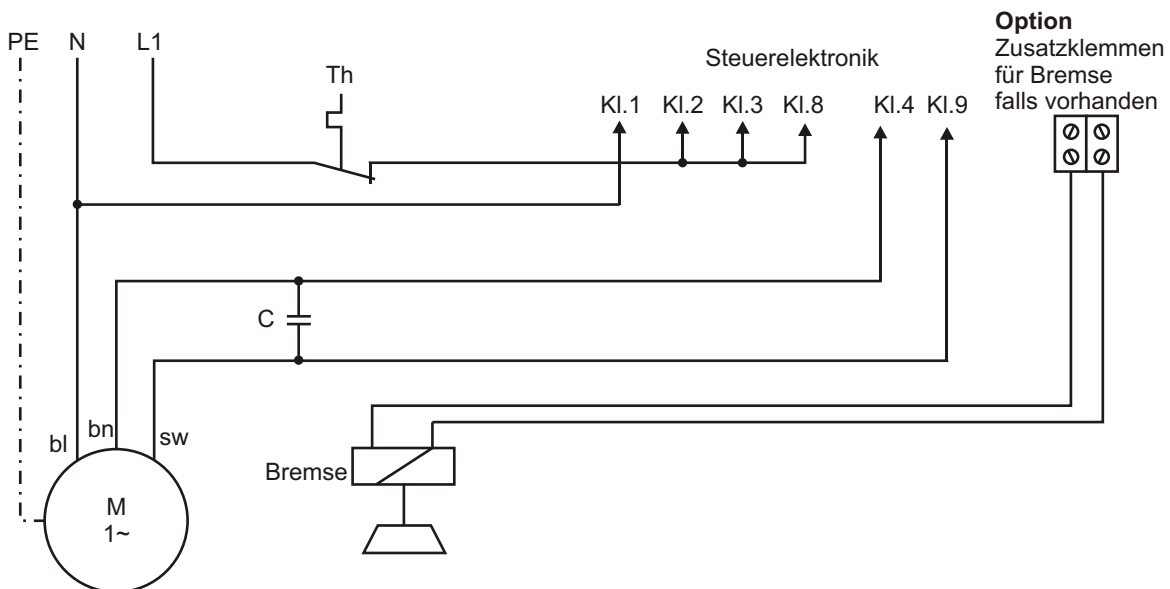 PE N L1
Th
Steuerelektronik
Kl.1 Kl.2 Kl.3 Kl.8 Kl.4 Kl.9
Option
Zusatzklemmen
für Bremse
falls vorhanden
C
bl bn sw
Bremse
M
1~